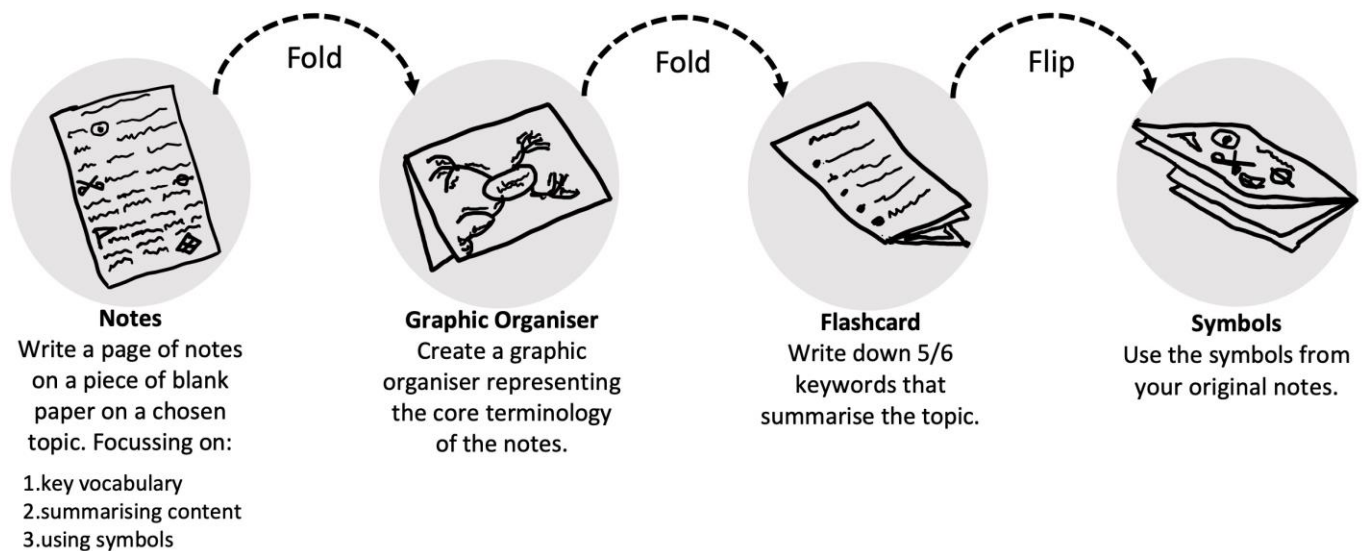 Fold
Fold
Flip
Notes
Write a page of notes
on a piece of blank
paper on a chosen
topic. Focussing on:
1.key vocabulary
2.summarising content
3.using symbols
Graphic Organiser
Create a graphic
organiser representing
the core terminology
of the notes.
Flashcard
Write down 5/6
keywords that
summarise the topic.
Symbols
Use the symbols from
your original notes.